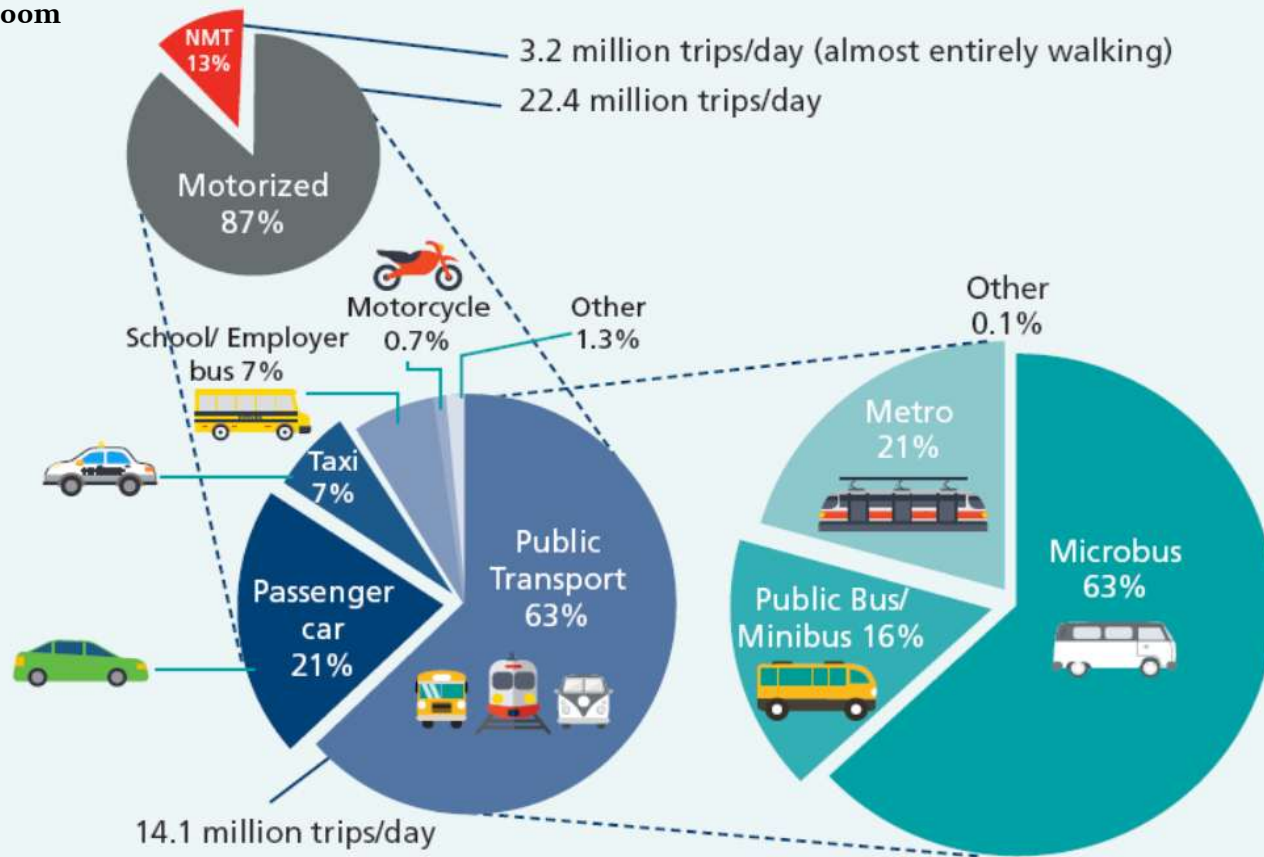 oom
NMT
13%
3.2 million trips/day (almost entirely walking)
22.4 million trips/day
Motorized
87%
Motorcycle
0.7%
Other
1.3%
School/ Employer
bus 7%
Taxi
7%
Passenger
car
21%
Public
Transport
63%
14.1 million trips/day
Other
0.1%
Metro
21%
Microbus
63%
Public Bus/
Minibus 16%